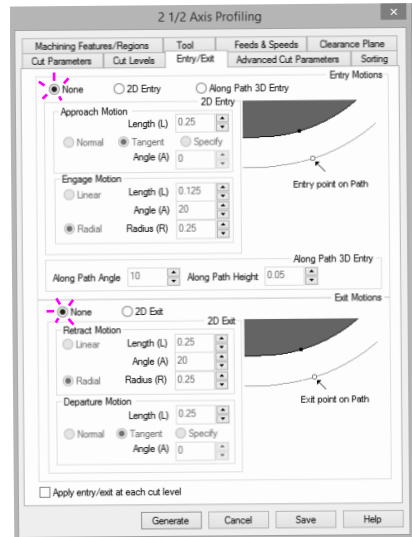 2 1/2 Axis Profiling
Machining Features/Regions Tool Feeds & Speeds Clearance Plane
Cut Parameters Cut Levels Entry/Exit Advanced Cut Parameters Sorting
Entry Motions
None 2D Entry Along Path 3D Entry
2D Entry
Approach Motion
Length (L) 0.25
Normal Tangent Specify
Angle (A) 0
Entry point on Path
Engage Motion
Linear Length (L) 0.125
Angle (A) 20
Radial Radius (R) 0.25
Along Path 3D Entry
Along Path Angle 10 Along Path Height 0.05
Exit Motions
None 2D Exit
2D Exit
Retract Motion
Linear Length (L) 0.25
Angle (A) 20
Radial Radius (R) 0.25
Exit point on Path
Departure Motion
Length (L) 0.25
Normal Tangent Specify
Angle (A) 0
Apply entry/exit at each cut level
Generate Cancel Save Help